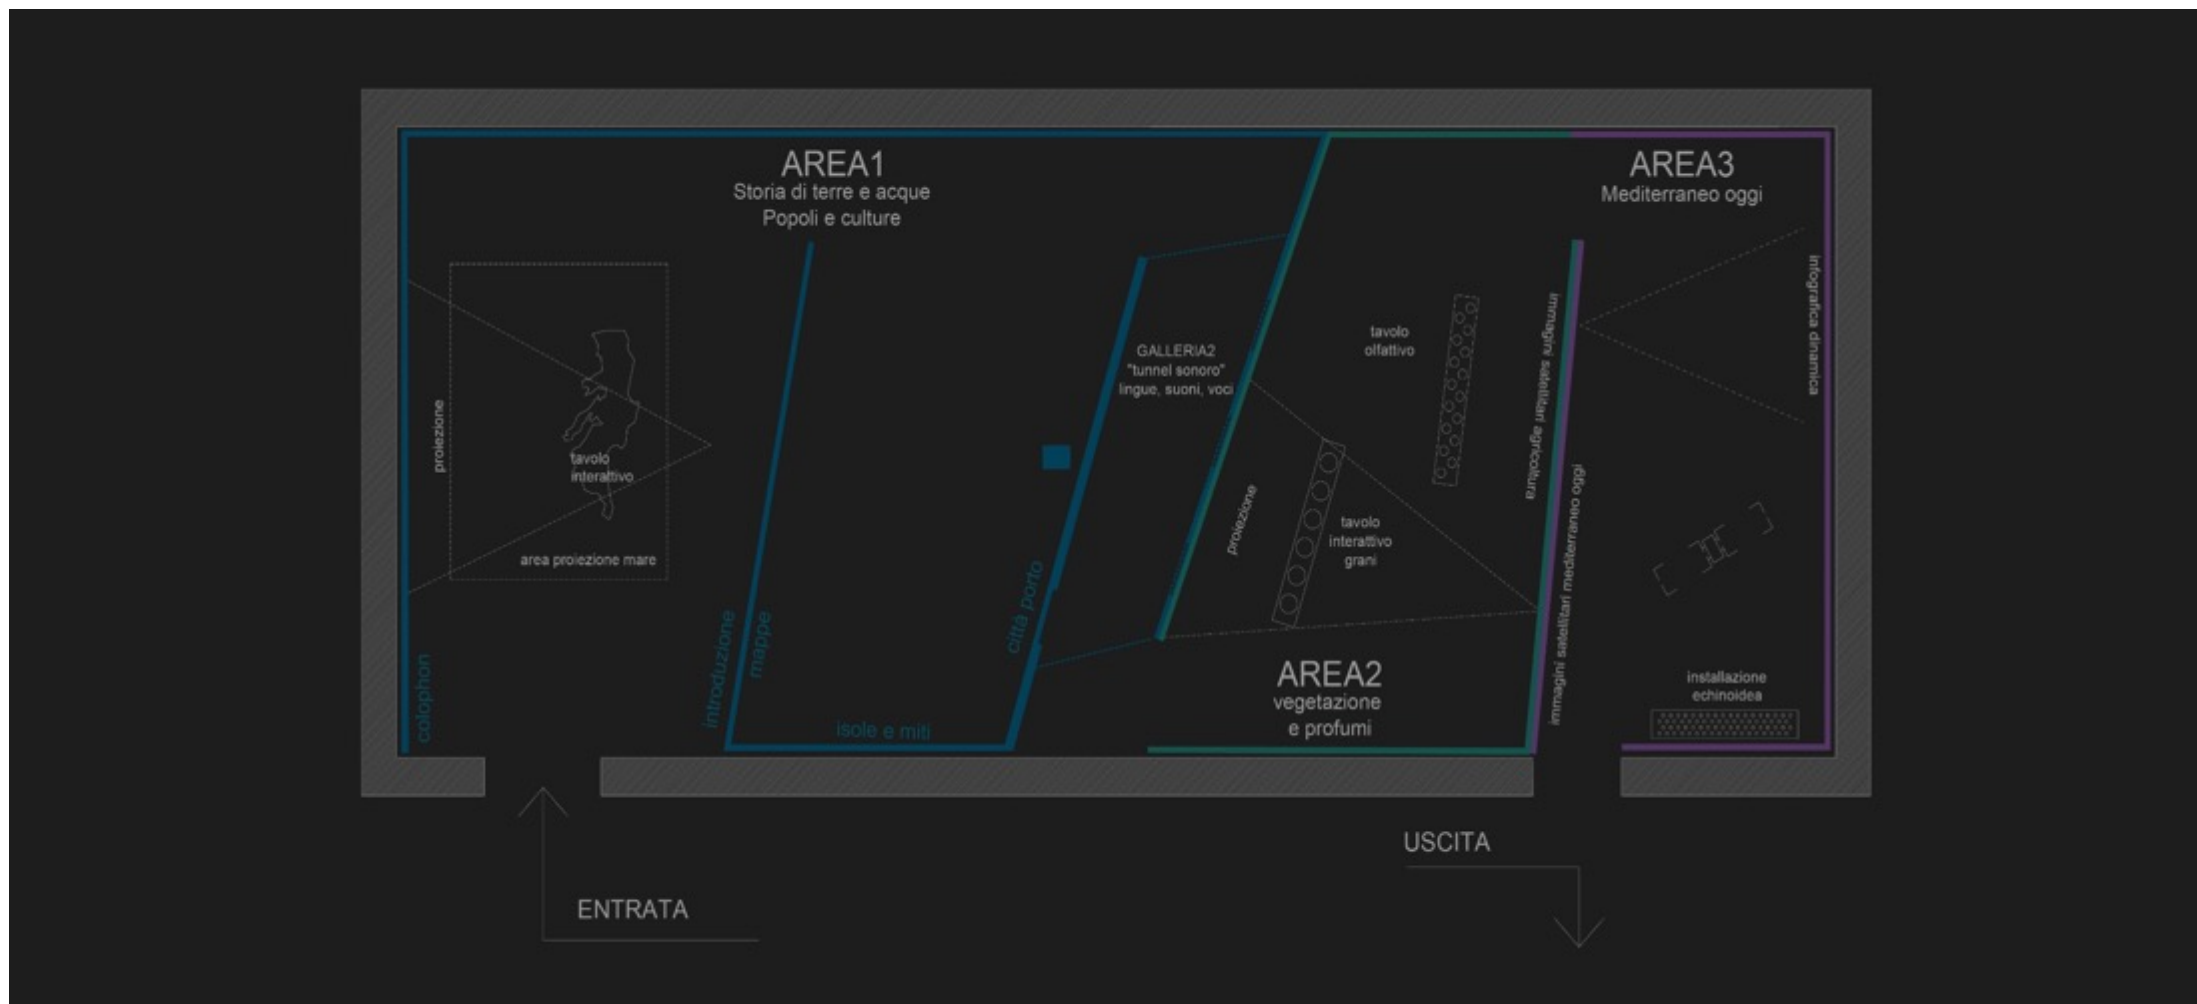 AREA1
Storia di terre e acque
Popoli e culture
proiezione
tavolo
interattivo
area proiezione mare
colophon
introduzione
mappe
isole e miti
città porto
GALLERIA2
"tunnel sonoro"
lingue, suoni, voci
proiezione
tavolo
olfattivo
tavolo
interattivo
grani
AREA2
vegetazione
e profumi
immagini satellitari agricoltura
immagini satellitari mediterraneo oggi
AREA3
Mediterraneo oggi
infografica dinamica
installazione
echinoidea
ENTRATA
USCITA